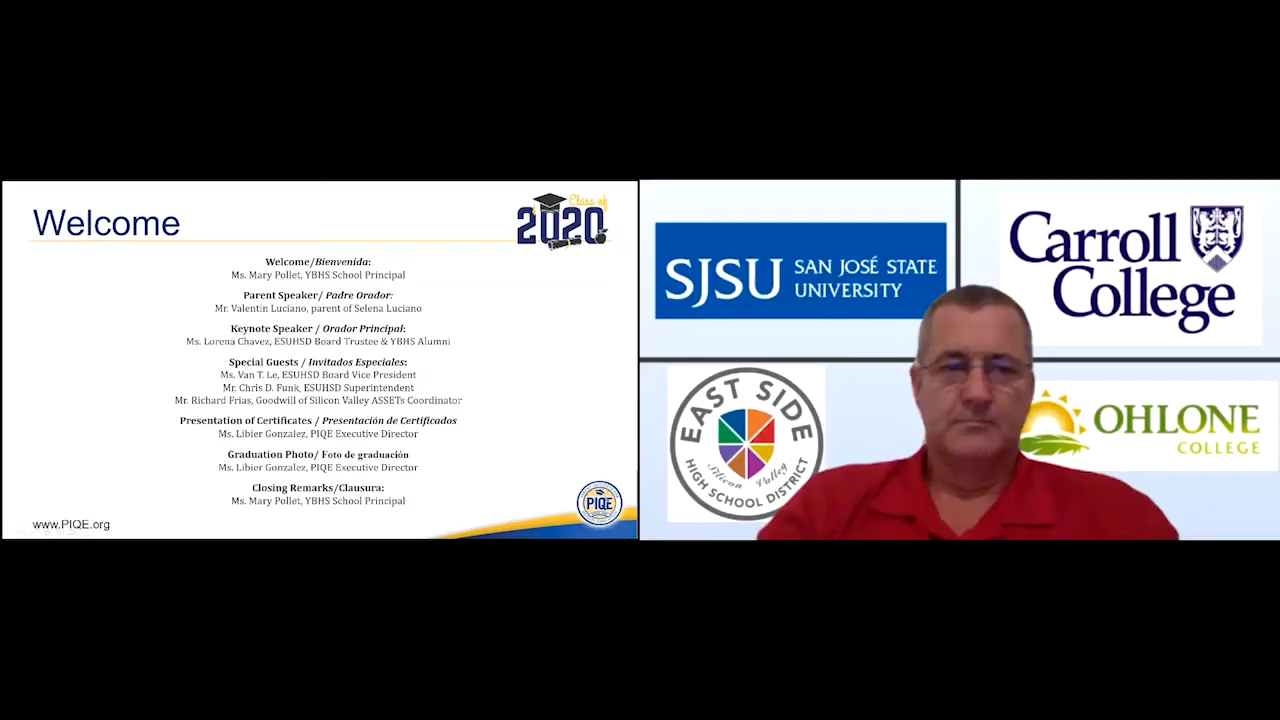 Welcome
Class of
2020
Welcome/Bienvenida:
Ms. Mary Pollet, YBHS School Principal
Parent Speaker/ Padre Orador:
Mr. Valentin Luciano, parent of Selena Luciano
Keynote Speaker / Orador Principal:
Ms. Lorena Chavez, ESUHSD Board Trustee & YBHS Alumni
Special Guests / Invitados Especiales:
Ms. Van T. Le, ESUHSD Board Vice President
Mr. Chris D. Funk, ESUHSD Superintendent
Mr. Richard Frias, Goodwill of Silicon Valley ASSETs Coordinator
Presentation of Certificates / Presentación de Certificados
Ms. Libier Gonzalez, PIQE Executive Director
Graduation Photo/ Foto de graduación
Ms. Libier Gonzalez, PIQE Executive Director
Closing Remarks/Clausura:
Ms. Mary Pollet, YBHS School Principal
www.PIQE.org
PIQE
SJSU SAN JOSÉ STATE
UNIVERSITY
Carroll
College
EAST SIDE
Silicon Valley
HIGH SCHOOL DISTRICT
OHLONE
COLLEGE